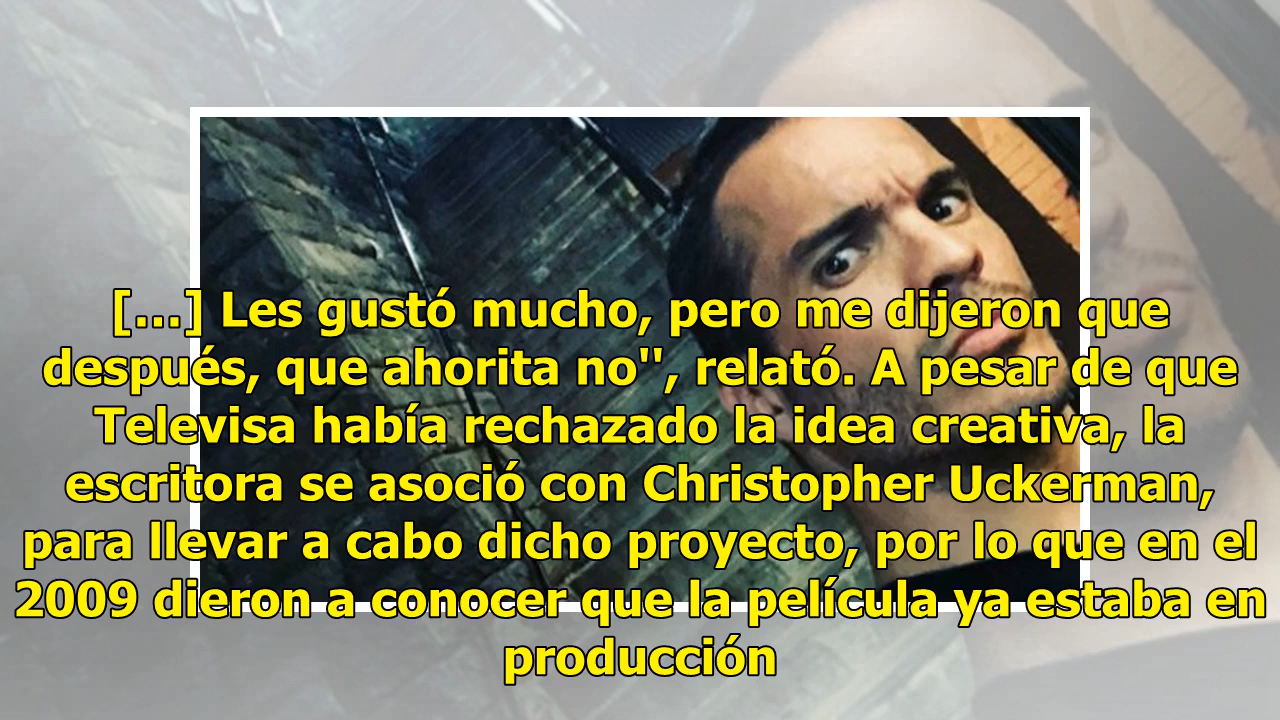 [...] Les gustó mucho, pero me dijeron que
después, que ahorita no'', relató. A pesar de que
Televisa había rechazado la idea creativa, la
escritora se asoció con Christopher Uckerman,
para llevar a cabo dicho proyecto, por lo que en el
2009 dieron a conocer que la película ya estaba en
producción